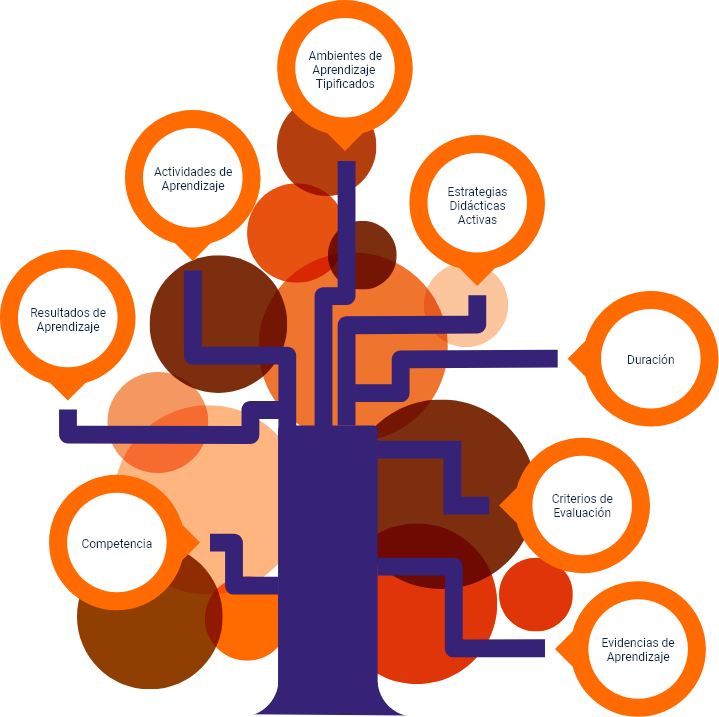 Ambientes de
Aprendizaje
Tipificados
Actividades de
Aprendizaje
Estrategias
Didácticas
Activas
Resultados de
Aprendizaje
Duración
Criterios de
Evaluación
Competencia
Evidencias de
Aprendizaje